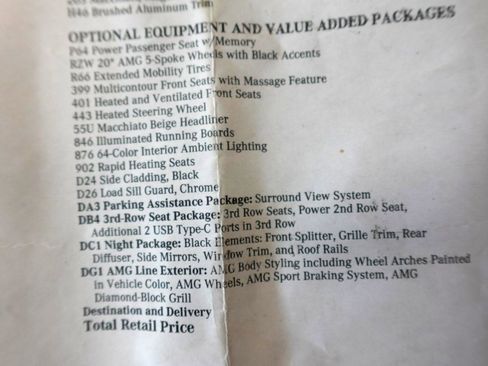 H46 Brushed Aluminum Trim
OPTIONAL EQUIPMENT AND VALUE ADDED PACKAGES
P64 Power Passenger Seat w/Memory
RZW 20" AMG 5-Spoke Wheels with Black Accents
R66 Extended Mobility Tires
399 Multicontour Front Seats with Massage Feature
401 Heated and Ventilated Front Seats
443 Heated Steering Wheel
55U Macchiato Beige Headliner
846 Illuminated Running Boards
876 64-Color Interior Ambient Lighting
902 Rapid Heating Seats
D24 Side Cladding, Black
D26 Load Sill Guard, Chrome
DA3 Parking Assistance Package: Surround View System
DB4 3rd-Row Seat Package: 3rd Row Seats, Power 2nd Row Seat,
Additional 2 USB Type-C Ports in 3rd Row
DC1 Night Package: Black Elements: Front Splitter, Grille Trim, Rear
Diffuser, Side Mirrors, Window Trim, and Roof Rails
DG1 AMG Line Exterior: AMG Body Styling including Wheel Arches Painted
in Vehicle Color, AMG Wheels, AMG Sport Braking System, AMG
Diamond-Block Grill
Destination and Delivery
Total Retail Price